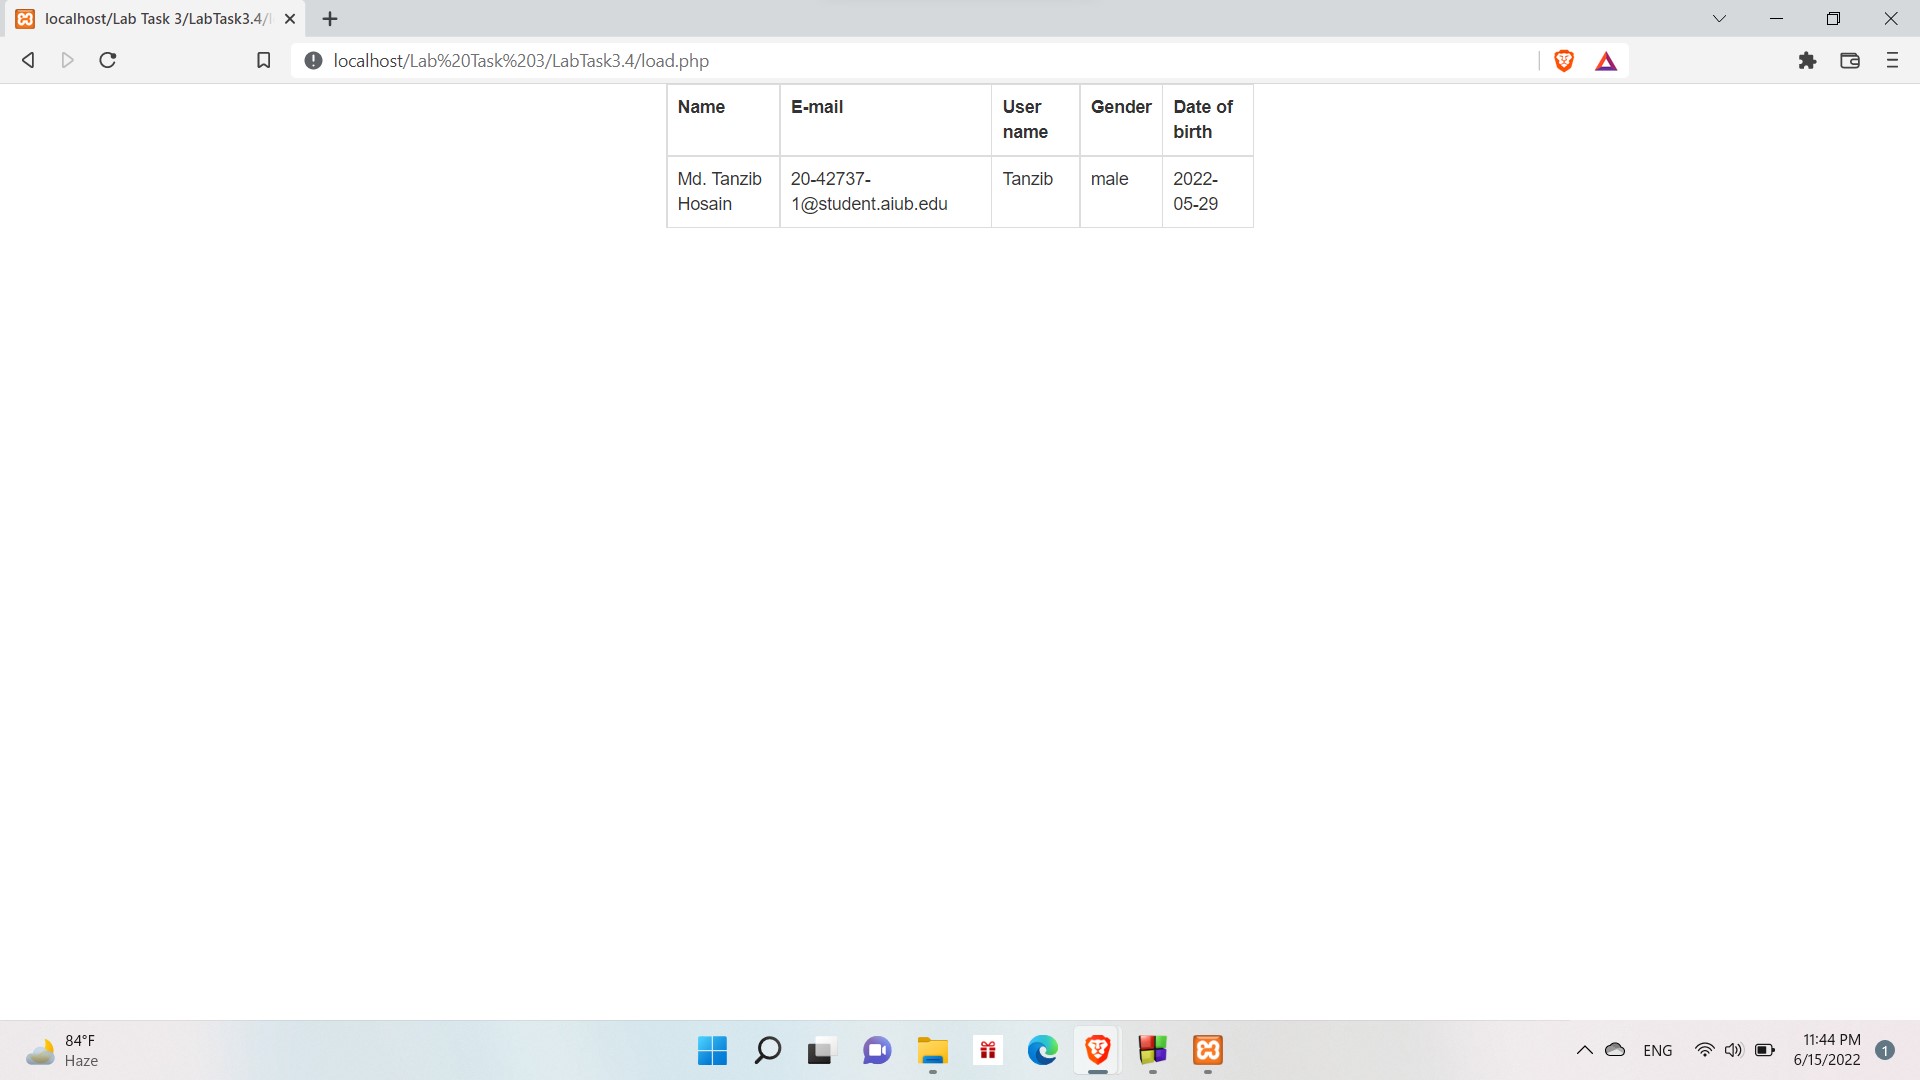 localhost/Lab Task 3/LabTask3.4/
localhost/Lab%20Task%203/LabTask3.4/load.php
Name E-mail User name Gender Date of birth
Md. Tanzib Hosain 20-42737-1@student.aiub.edu Tanzib male 2022-05-29
84°F
Haze
ENG
11:44 PM
6/15/2022
1